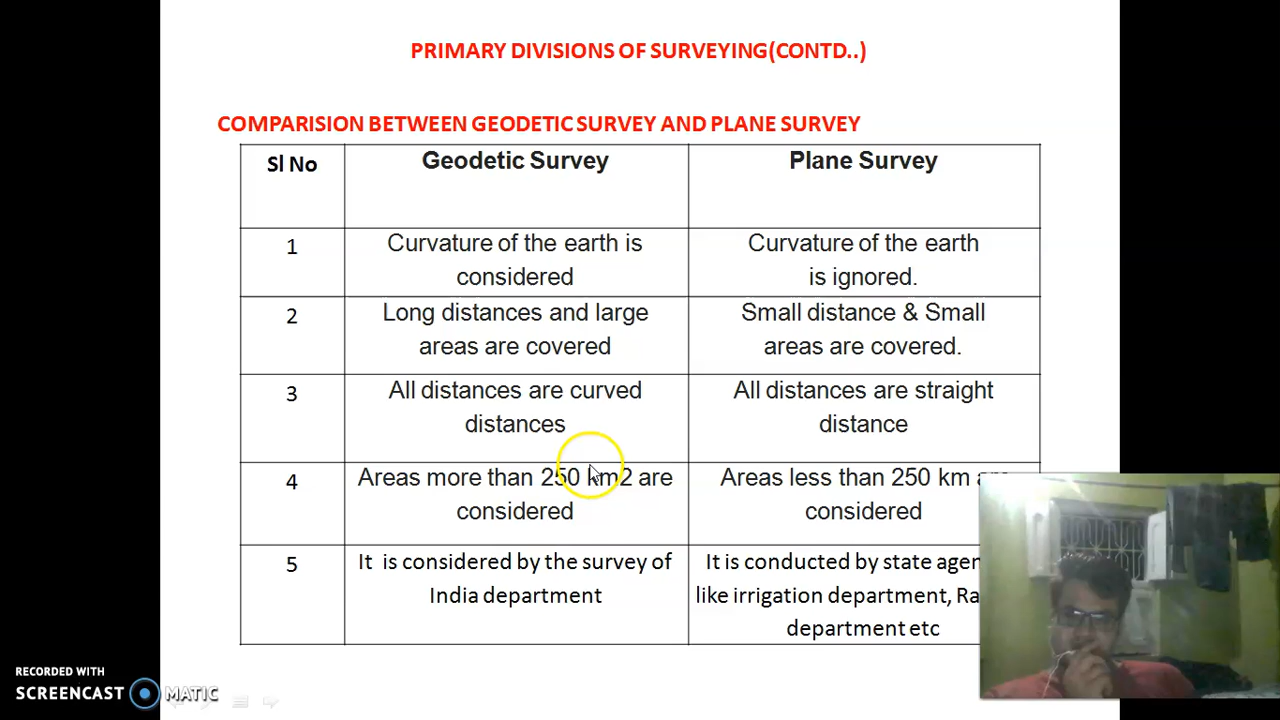 PRIMARY DIVISIONS OF SURVEYING(CONTD..)
COMPARISION BETWEEN GEODETIC SURVEY AND PLANE SURVEY
Sl No Geodetic Survey Plane Survey
1 Curvature of the earth is considered Curvature of the earth is ignored.
2 Long distances and large areas are covered Small distance & Small areas are covered.
3 All distances are curved distances All distances are straight distance
4 Areas more than 250 km2 are considered Areas less than 250 km considered
5 It is considered by the survey of India department It is conducted by state like irrigation department, department etc
RECORDED WITH
SCREENCAST MATIC